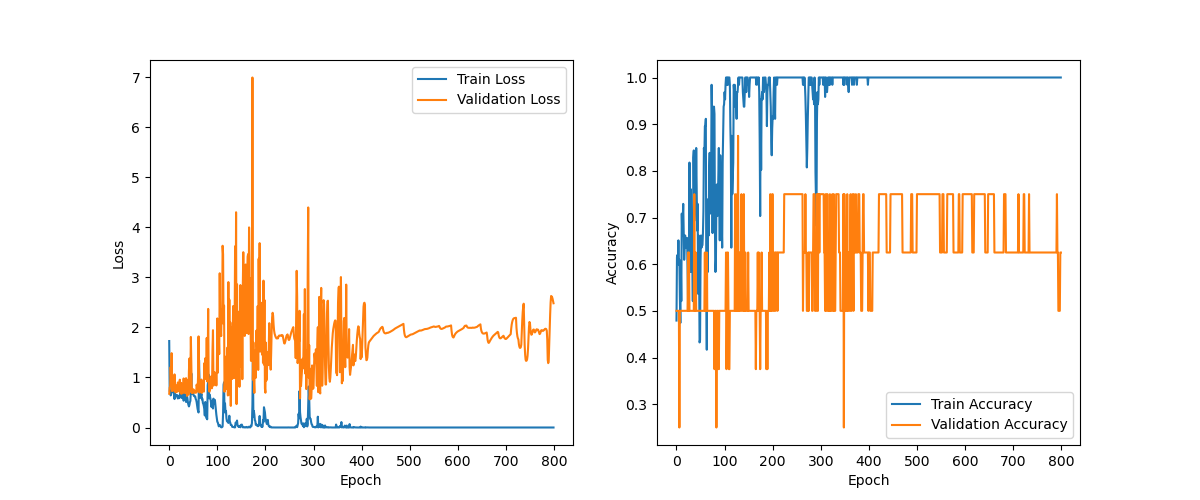 7
6
5
4
3
2
1
0
Loss
0 100 200 300 400 500 600 700 800
Epoch
Train Loss
Validation Loss
1.0
0.9
0.8
0.7
0.6
0.5
0.4
0.3
Accuracy
0 100 200 300 400 500 600 700 800
Epoch
Train Accuracy
Validation Accuracy